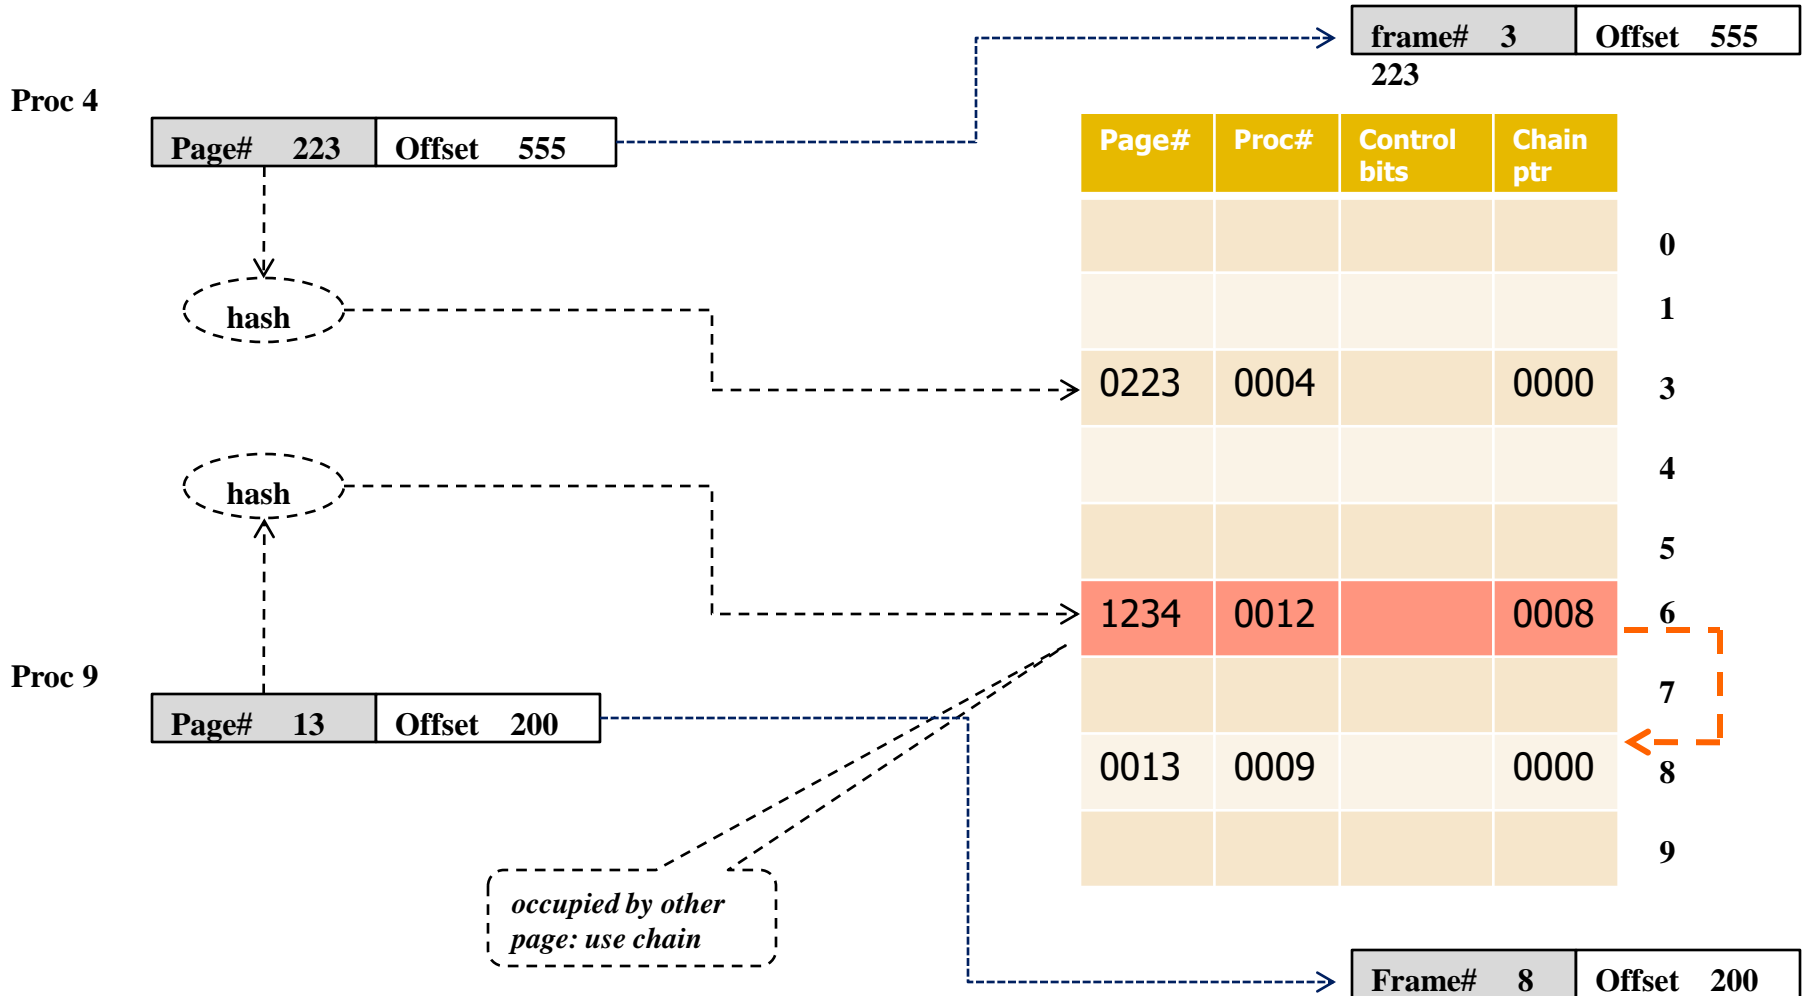 frame# 3 Offset 555
223
Proc 4
Page# 223 Offset 555
Page# Proc# Control bits Chain ptr
0
hash
1
0223 0004 0000 3
4
hash
5
1234 0012 0008 6
Proc 9
7
Page# 13 Offset 200
0013 0009 0000 8
9
occupied by other
page: use chain
Frame# 8 Offset 200